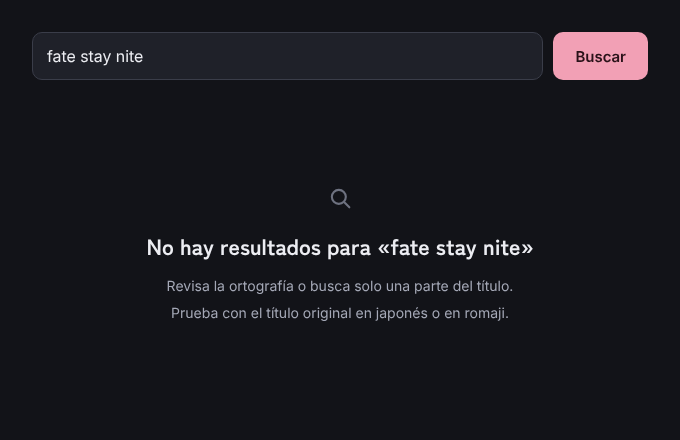 fate stay nite
Buscar
No hay resultados para «fate stay nite»
Revisa la ortografía o busca solo una parte del título.
Prueba con el título original en japonés o en romaji.